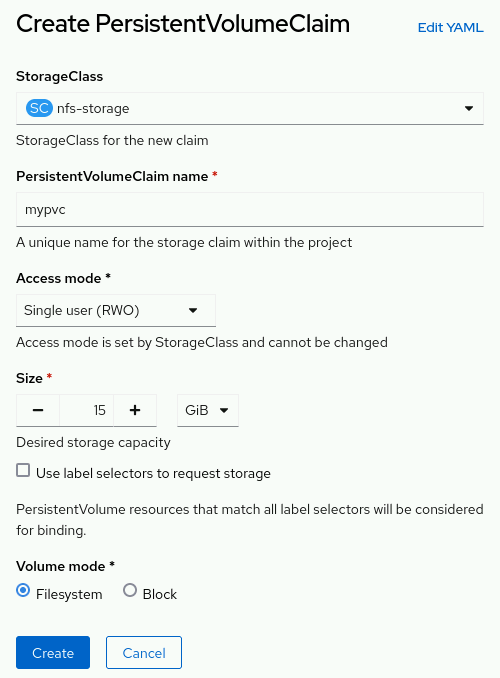 Create PersistentVolumeClaim
Edit YAML
StorageClass
SC nfs-storage
StorageClass for the new claim
PersistentVolumeClaim name *
mypvc
A unique name for the storage claim within the project
Access mode *
Single user (RWO)
Access mode is set by StorageClass and cannot be changed
Size *
15 GiB
Desired storage capacity
Use label selectors to request storage
PersistentVolume resources that match all label selectors will be considered
for binding.
Volume mode *
Filesystem Block
Create Cancel